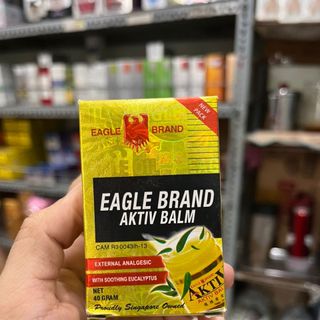 NEW
PACK
EAGLE BRAND
EAGLE BRAND
AKTIV BALM
EXTERNAL ANALGESIC
WITH SOOTHING EUCALYPTUS
NET
40 GRAM
AKTIV
Proudly Singapore Owned